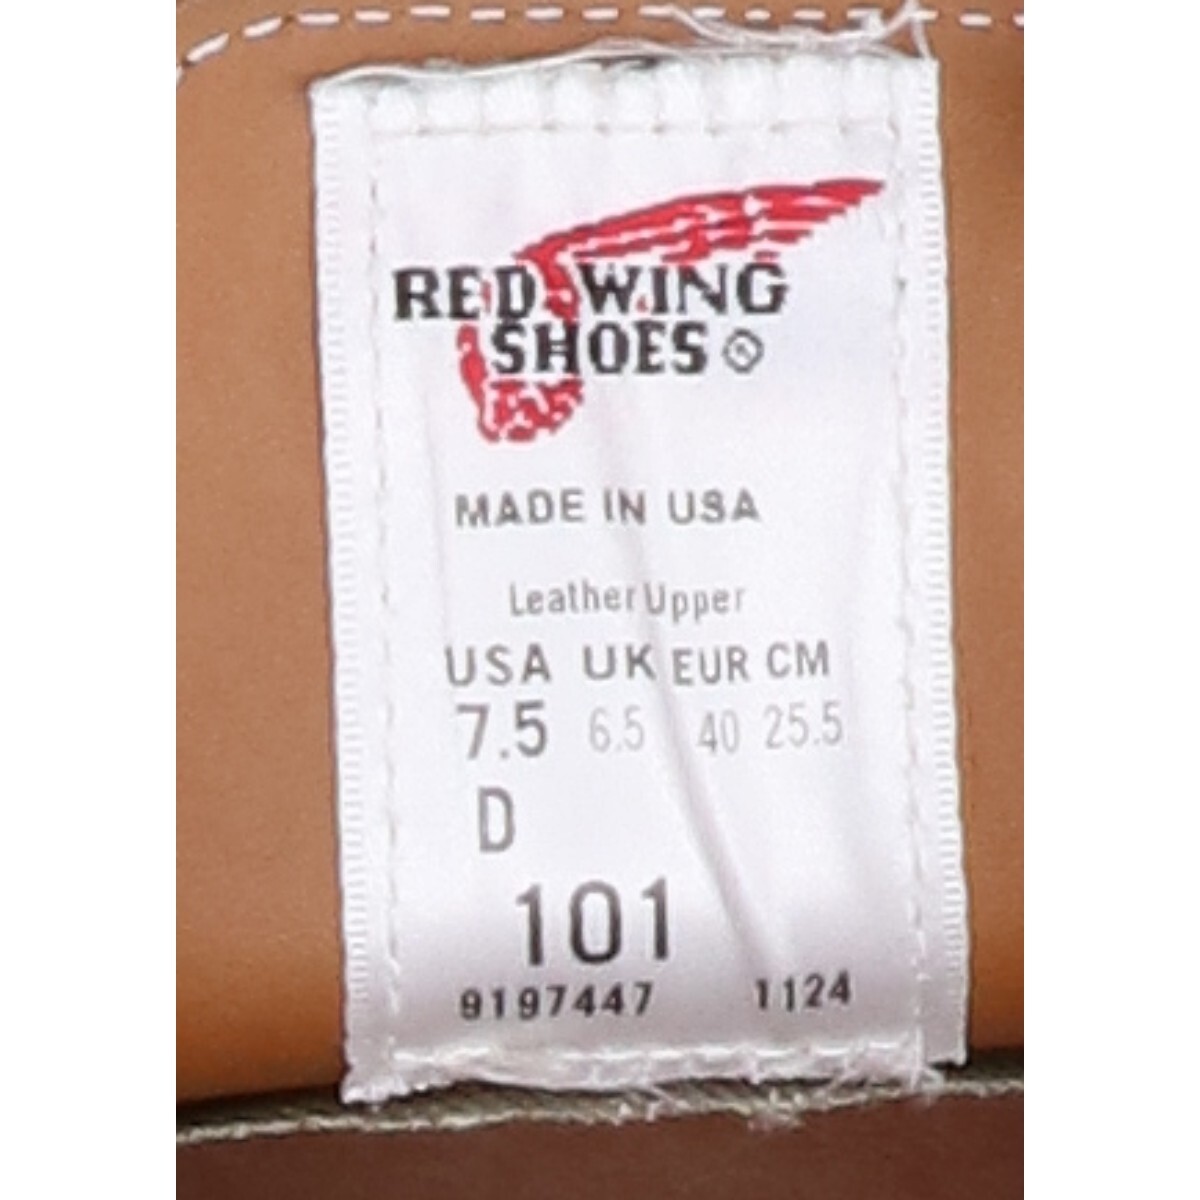 RED WING
SHOES ®
MADE IN USA
Leather Upper
USA UK EUR CM
7.5 6.5 40 25.5
D
101
9197447 1124